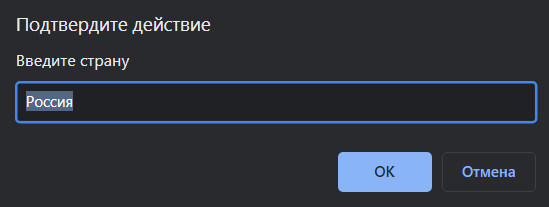 Подтвердите действие
Введите страну
Россия
OK
Отмена